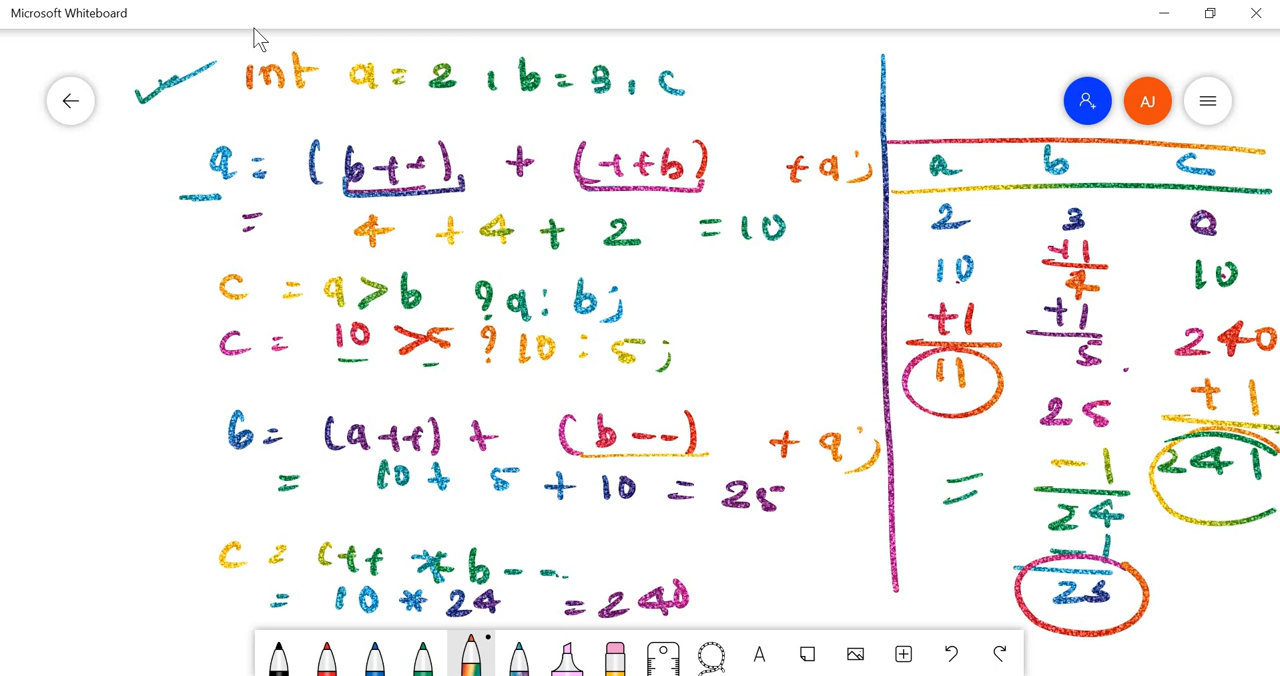 Microsoft Whiteboard
int a = 2, b = 3, c
AJ
a = (b++) + (++b) + a;
= 4 + 4 + 2 = 10
c = a > b ? a : b;
c = 10 > 5 ? 10 : 5;
b = (a++) + (b--) + a;
= 10 + 5 + 10 = 25
c = c++ * b--
= 10 * 24 = 240
a b c
2 3 0
10 +1 10
4
+1 +1 240
11 5 +1
25 241
= -1
24
-1
23
A